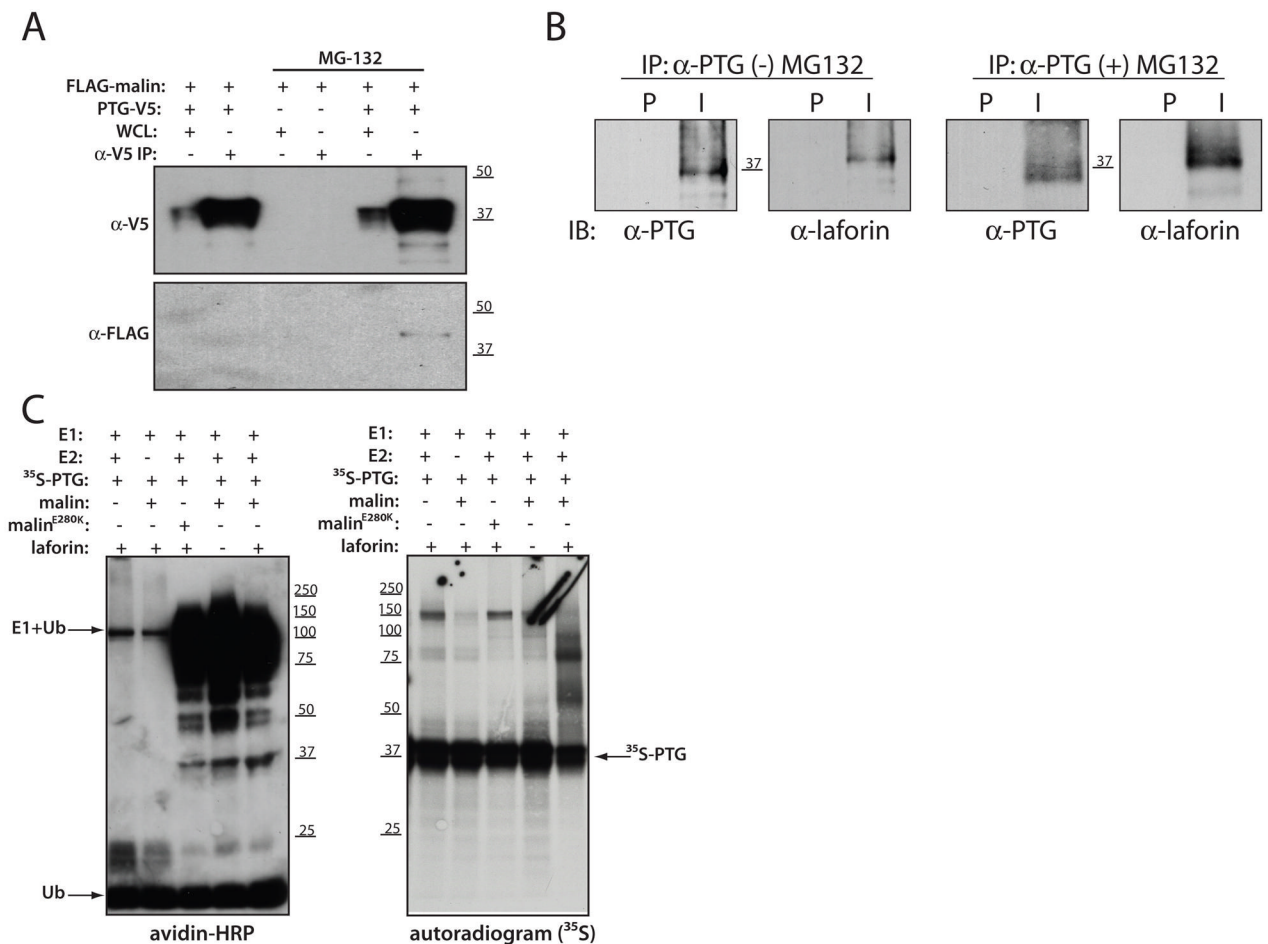 A
MG-132
FLAG-malin: + + + + + +
PTG-V5: + + - - + +
WCL: + - + - + -
α-V5 IP: - + - + - +
α-V5
50
37
α-FLAG
50
37
B
IP: α-PTG (-) MG132
IP: α-PTG (+) MG132
P I P I P I P I
37
37
IB: α-PTG α-laforin α-PTG α-laforin
C
E1: + + + + +
E2: + - + + +
³⁵S-PTG: + + + + +
malin: - + - + +
malinᴱ²⁸⁰ᴷ: - - + - -
laforin: + + + - +
E1+Ub
Ub
250
150
100
75
50
37
25
avidin-HRP
E1: + + + + +
E2: + - + + +
³⁵S-PTG: + + + + +
malin: - + - + +
malinᴱ²⁸⁰ᴷ: - - + - -
laforin: + + + - +
250
150
100
75
50
37
25
³⁵S-PTG
autoradiogram (³⁵S)